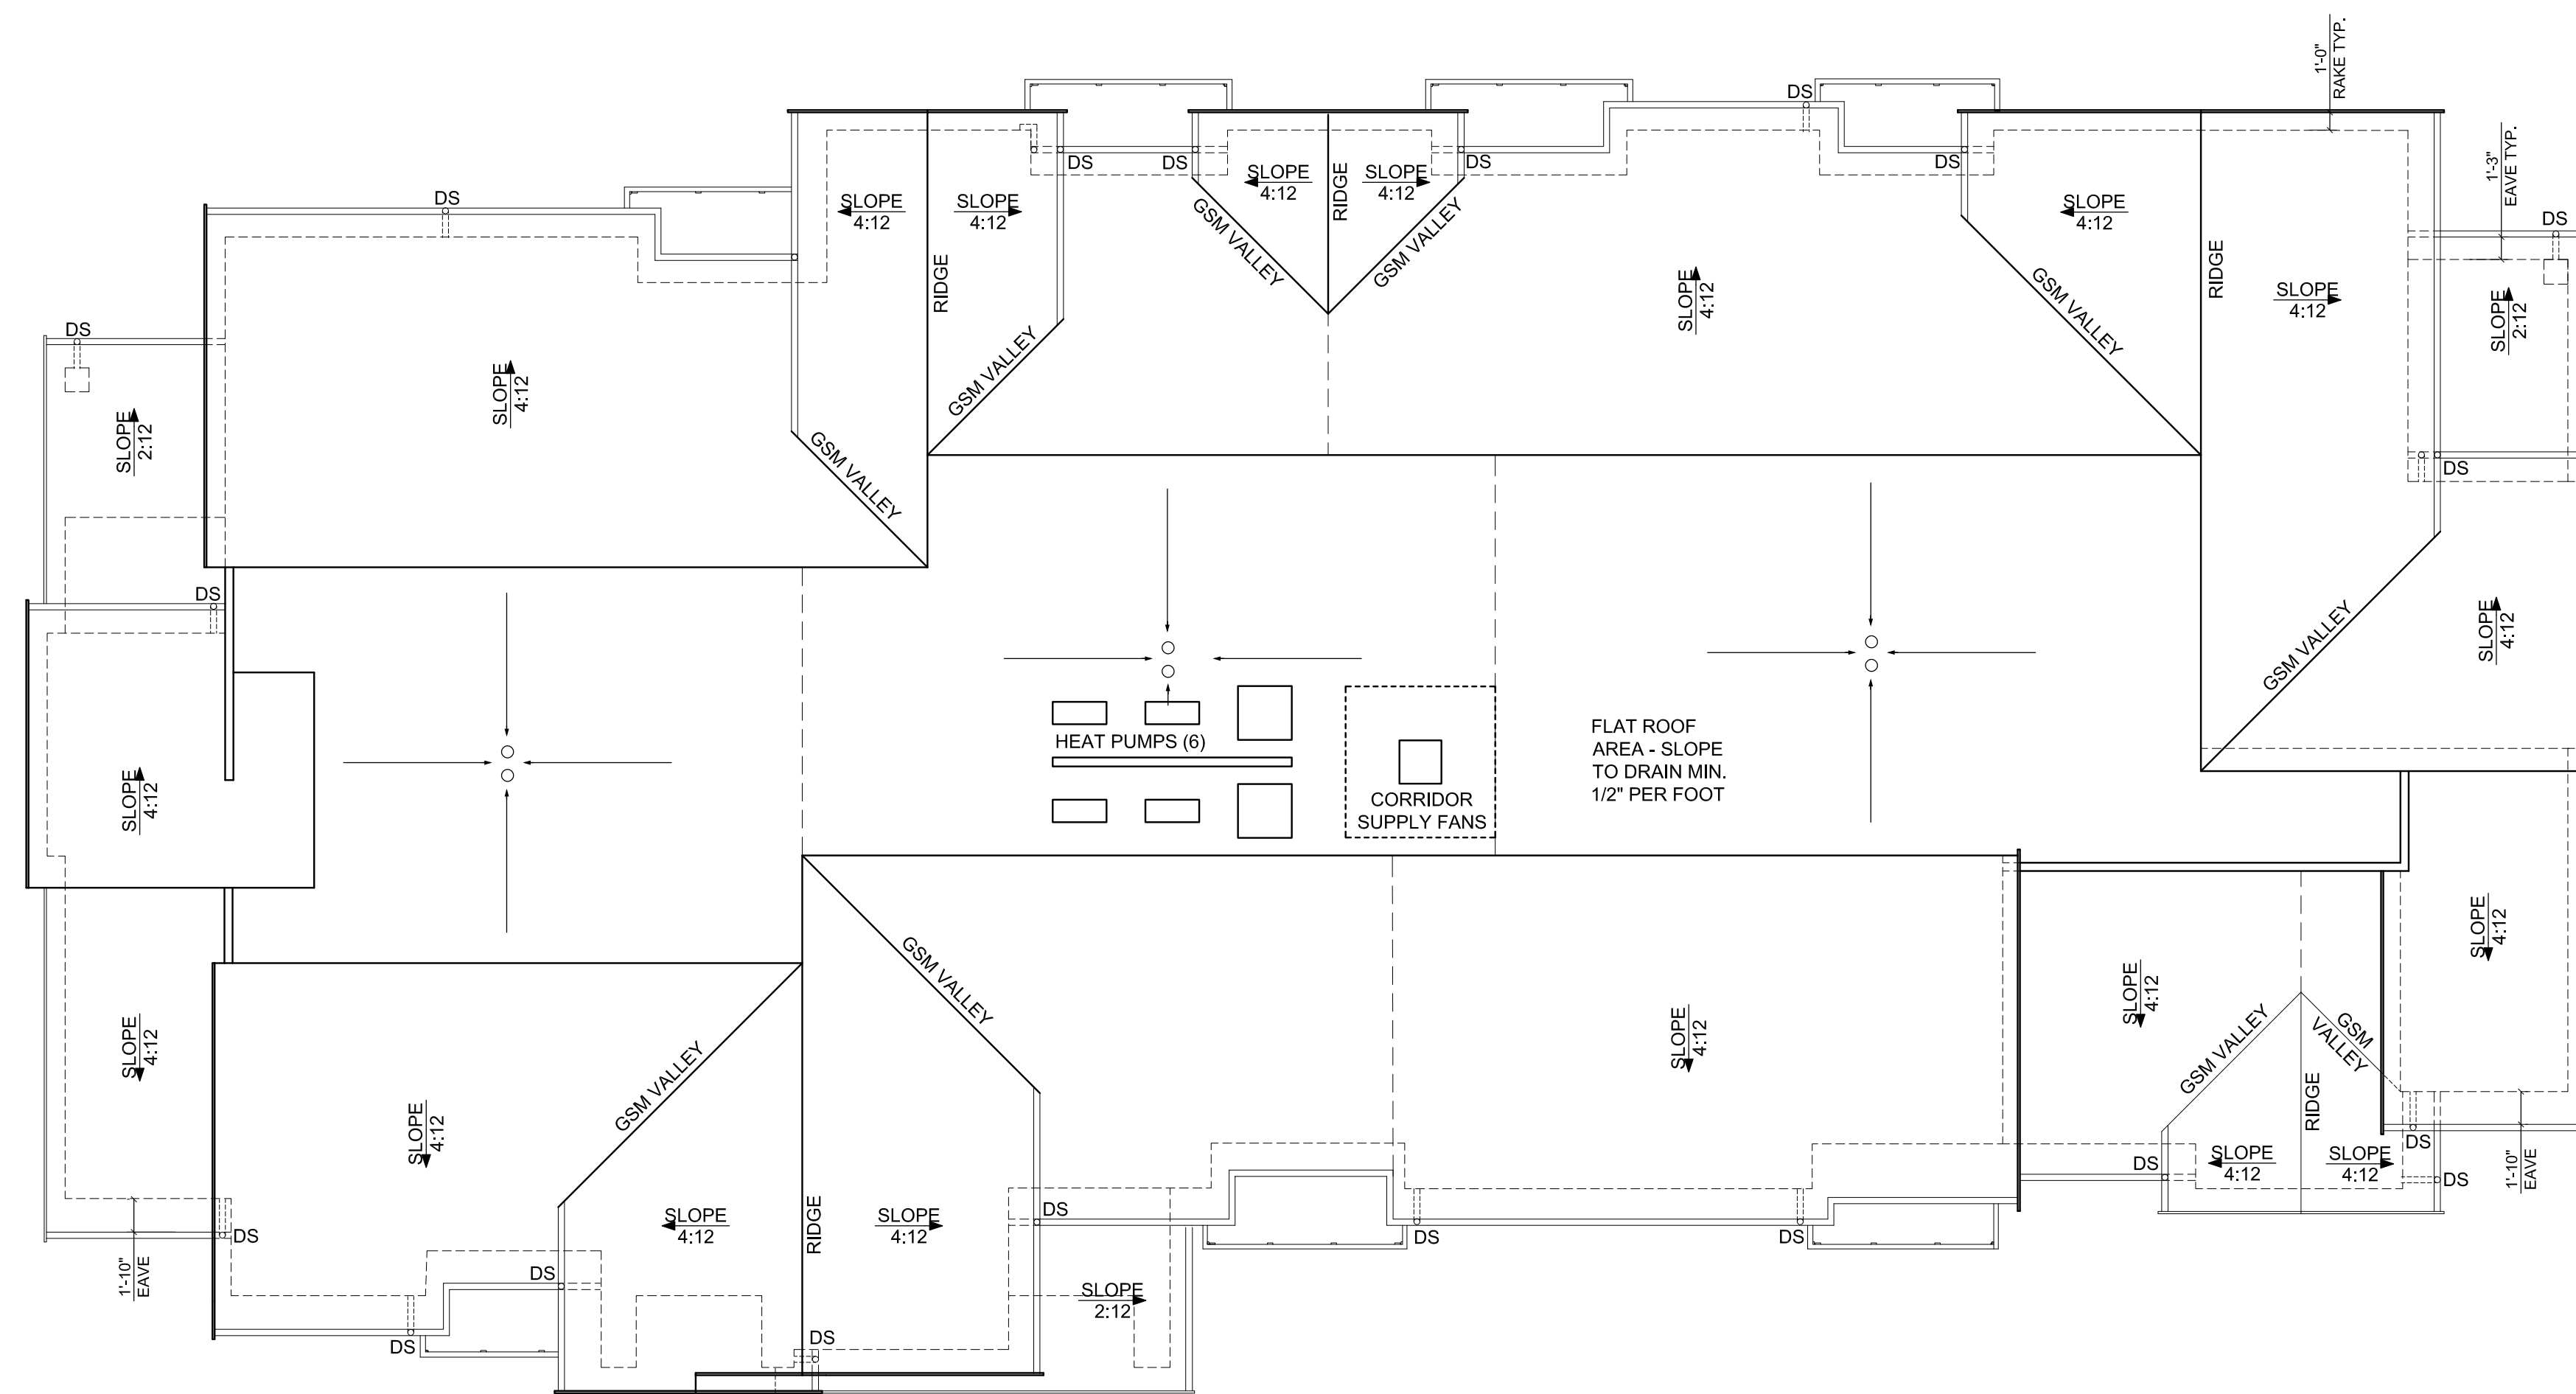 1'-0"
RAKE TYP.
DS
DS
DS
DS
DS
DS
1'-3"
EAVE TYP.
SLOPE
4:12
SLOPE
4:12
SLOPE
4:12
SLOPE
4:12
SLOPE
4:12
RIDGE
RIDGE
RIDGE
GSM VALLEY
GSM VALLEY
GSM VALLEY
GSM VALLEY
GSM VALLEY
SLOPE
4:12
SLOPE
4:12
SLOPE
4:12
DS
SLOPE
2:12
DS
SLOPE
2:12
DS
DS
SLOPE
4:12
GSM VALLEY
SLOPE
4:12
SLOPE
4:12
HEAT PUMPS (6)
CORRIDOR
SUPPLY FANS
FLAT ROOF
AREA - SLOPE
TO DRAIN MIN.
1/2" PER FOOT
SLOPE
4:12
GSM VALLEY
GSM VALLEY
SLOPE
4:12
SLOPE
4:12
SLOPE
4:12
SLOPE
4:12
GSM VALLEY
GSM
VALLEY
RIDGE
RIDGE
SLOPE
4:12
SLOPE
4:12
SLOPE
4:12
SLOPE
4:12
DS
DS
DS
DS
DS
DS
DS
DS
1'-10"
EAVE
1'-10"
EAVE
SLOPE
2:12
DS
DS